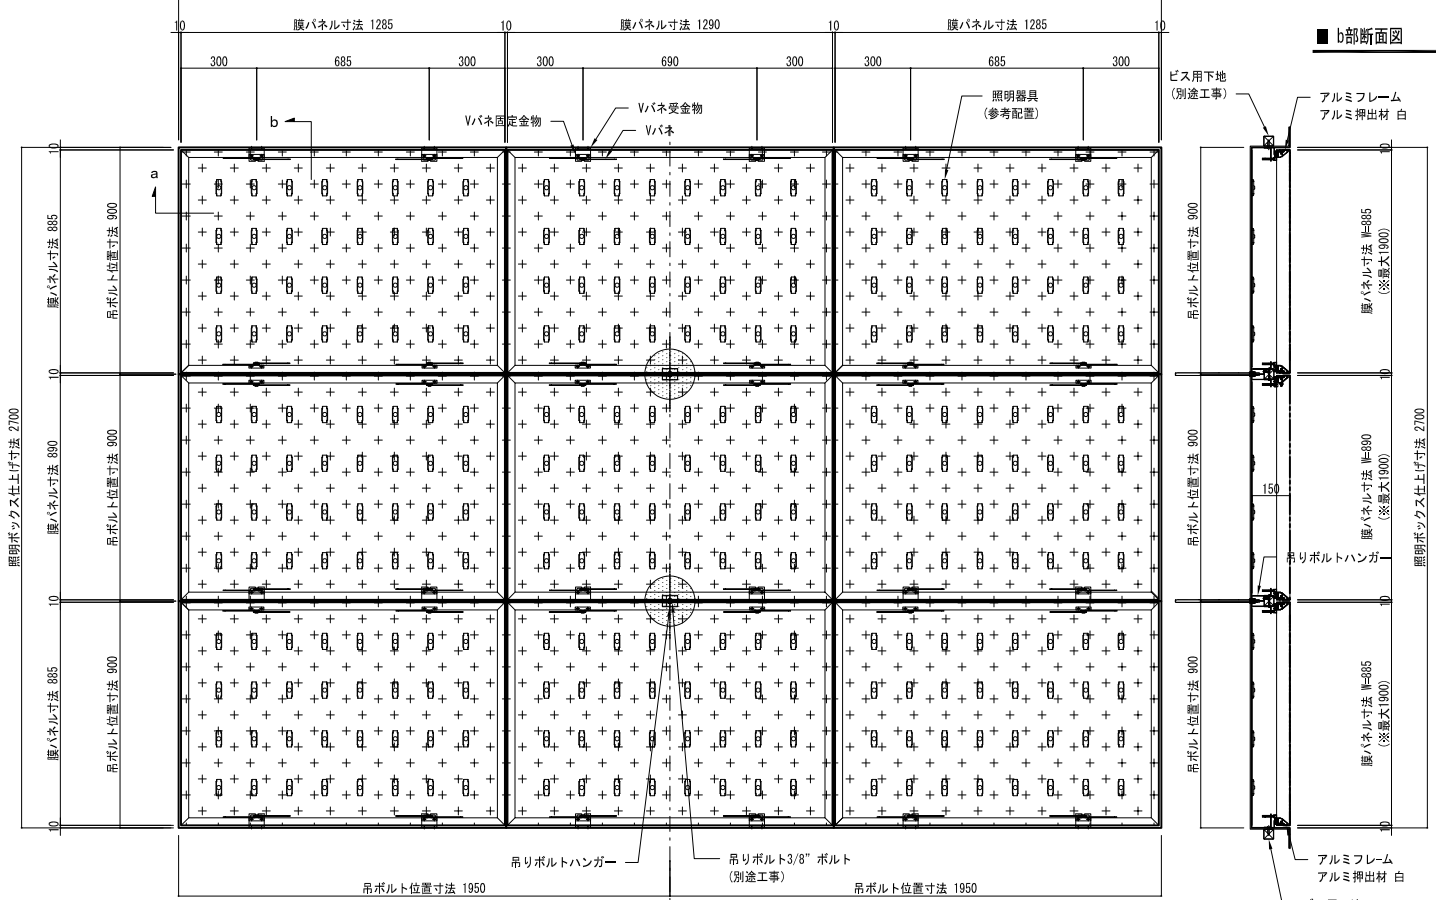 10
膜パネル寸法 1285
10
膜パネル寸法 1290
10
膜パネル寸法 1285
10
■ b部断面図
300
685
300
300
690
300
300
685
300
ビス用下地
(別途工事)
アルミフレーム
アルミ押出材 白
照明器具
(参考配置)
Vバネ受金物
Vバネ固定金物
Vバネ
b
a
10
膜パネル寸法 885
吊ボルト位置寸法 900
10
膜パネル寸法 890
吊ボルト位置寸法 900
10
膜パネル寸法 885
吊ボルト位置寸法 900
10
照明ボックス仕上げ寸法 2700
吊ボルト位置寸法 900
吊ボルト位置寸法 900
吊ボルト位置寸法 900
150
吊りボルトハンガー
10
膜パネル寸法 W=885
(※最大1900)
10
膜パネル寸法 W=890
(※最大1900)
10
膜パネル寸法 W=885
(※最大1900)
10
照明ボックス仕上げ寸法 2700
吊りボルトハンガー
吊りボルト3/8” ボルト
(別途工事)
アルミフレーム
アルミ押出材 白
吊ボルト位置寸法 1950
吊ボルト位置寸法 1950